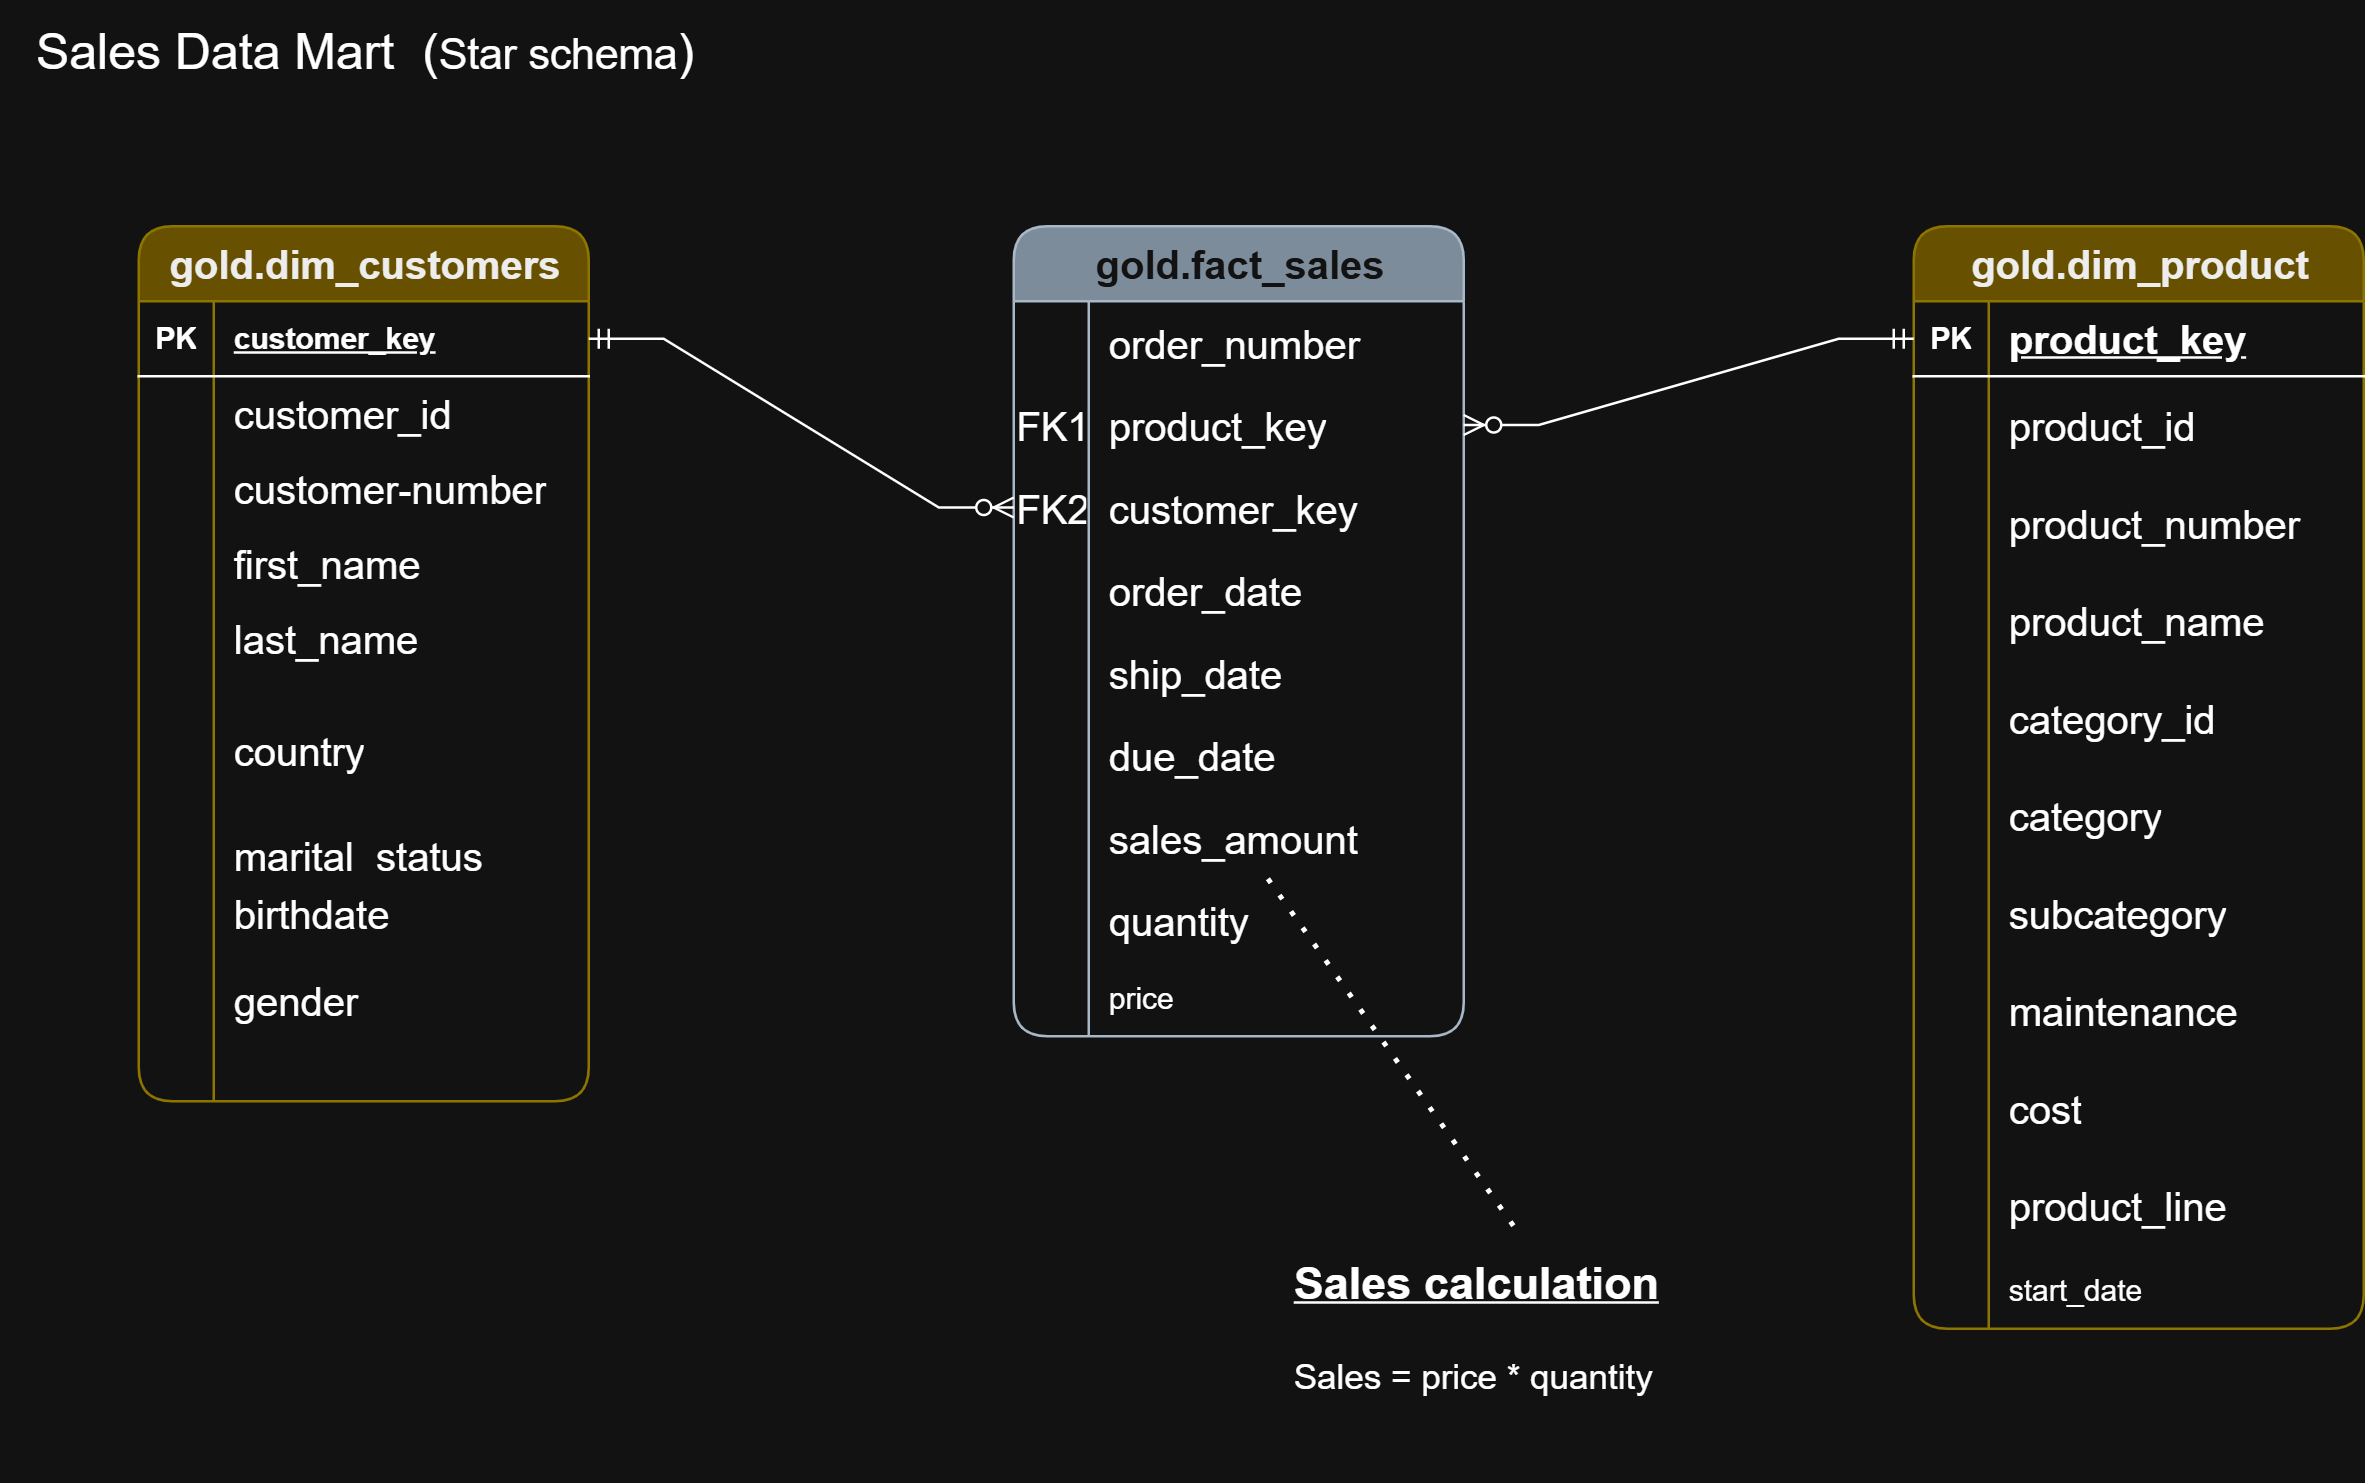 Sales Data Mart (Star schema)
gold.dim_customers
PK customer_key
customer_id
customer-number
first_name
last_name
country
marital status
birthdate
gender
gold.fact_sales
order_number
FK1 product_key
FK2 customer_key
order_date
ship_date
due_date
sales_amount
quantity
price
gold.dim_product
PK product_key
product_id
product_number
product_name
category_id
category
subcategory
maintenance
cost
product_line
start_date
Sales calculation
Sales = price * quantity